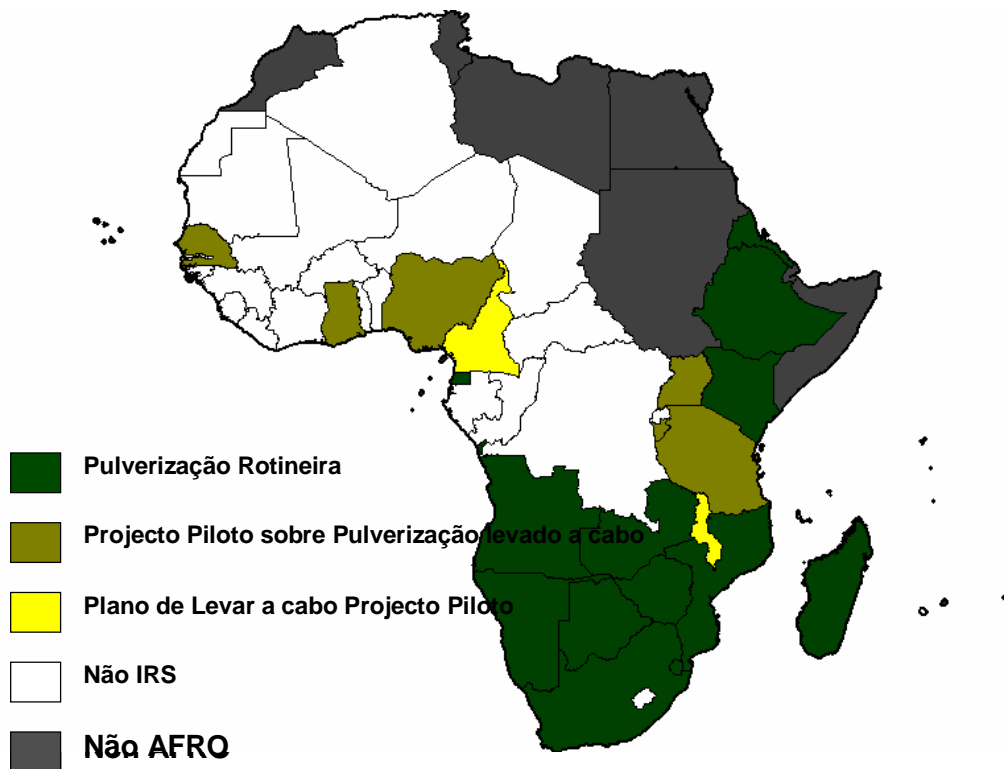 Pulverização Rotineira
Projecto Piloto sobre Pulverização levado a cabo
Plano de Levar a cabo Projecto Piloto
Não IRS
Não AFRO